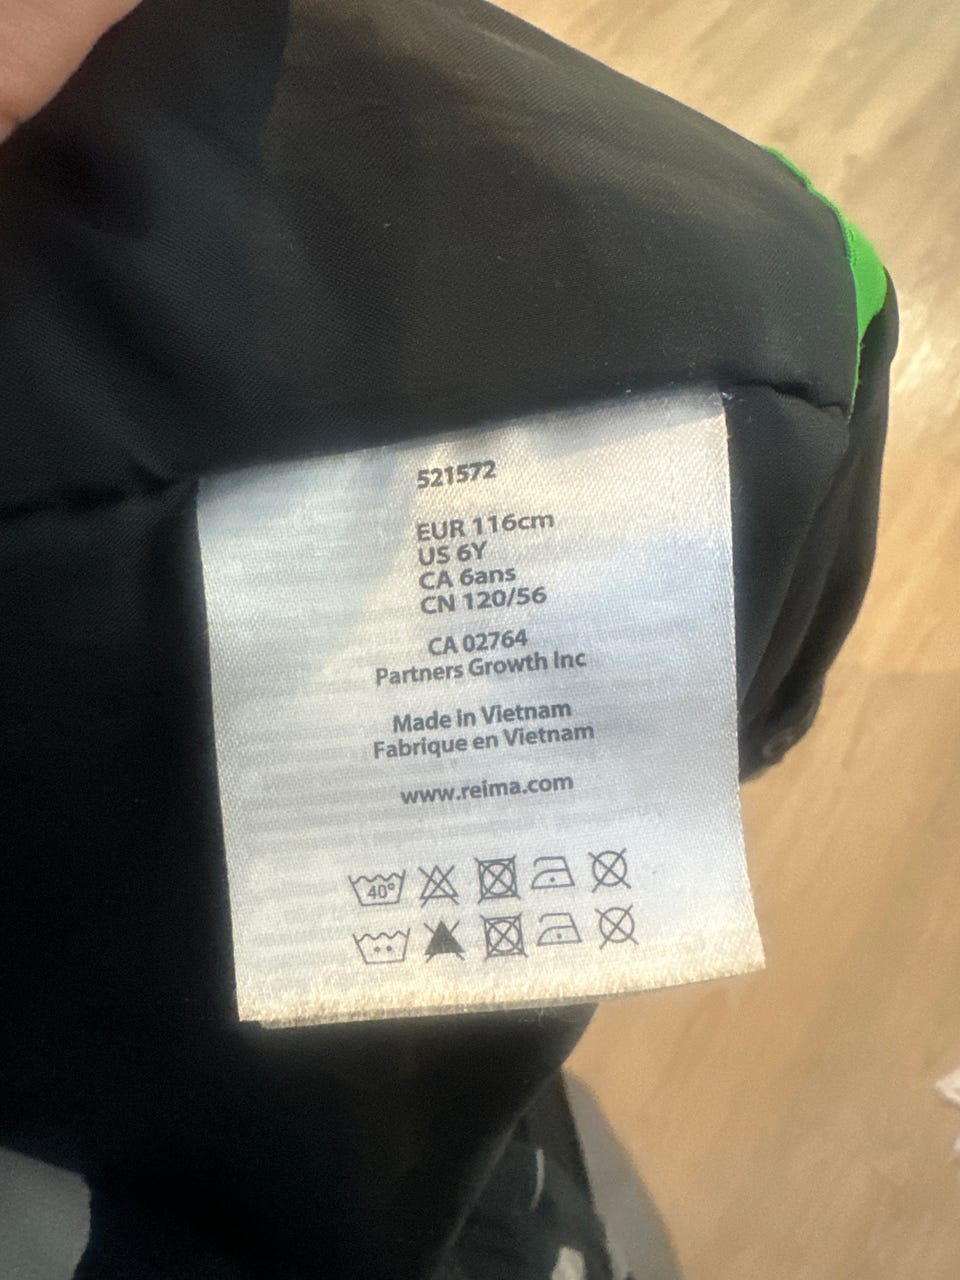 521572
EUR 116cm
US 6Y
CA 6ans
CN 120/56
CA 02764
Partners Growth Inc
Made in Vietnam
Fabrique en Vietnam
www.reima.com
40°